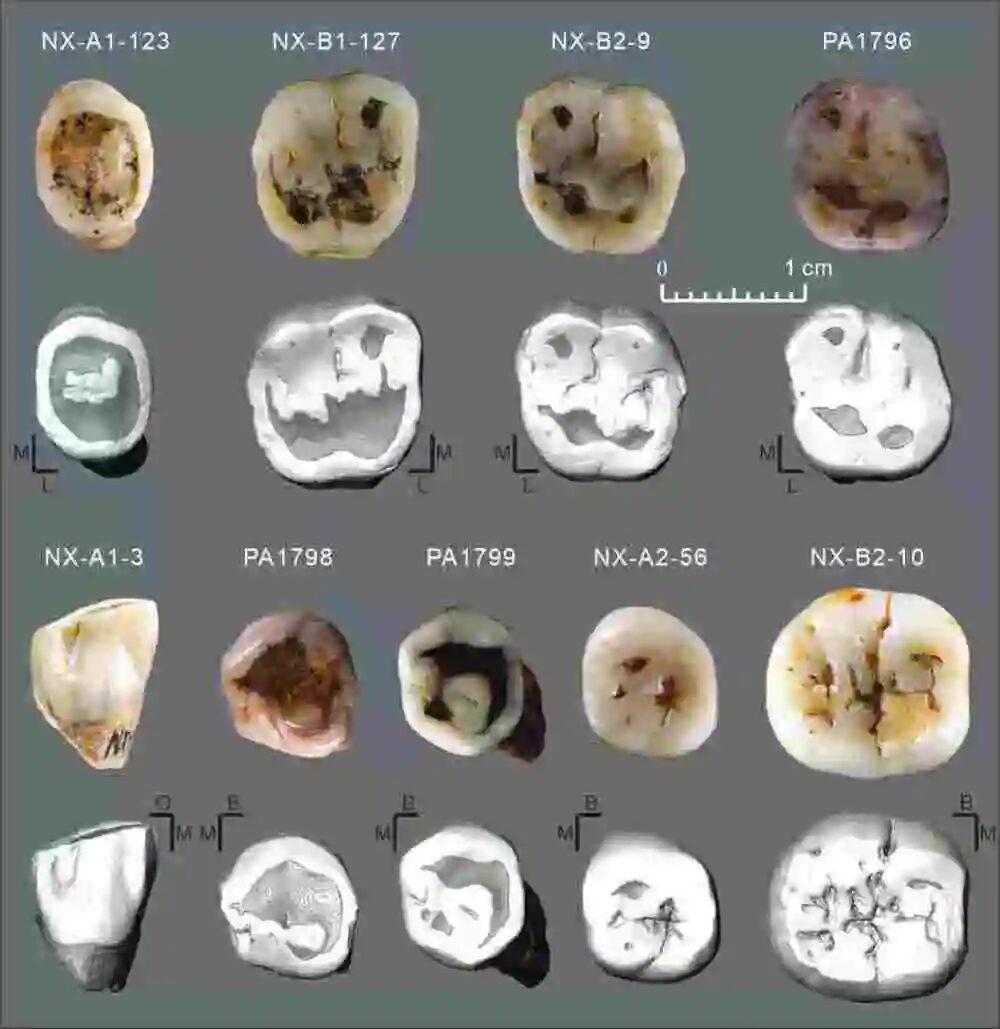 NX-A1-123 NX-B1-127 NX-B2-9 PA1796
0 1 cm
M M M M
L L L L
NX-A1-3 PA1798 PA1799 NX-A2-56 NX-B2-10
O B B B B
M M M M M